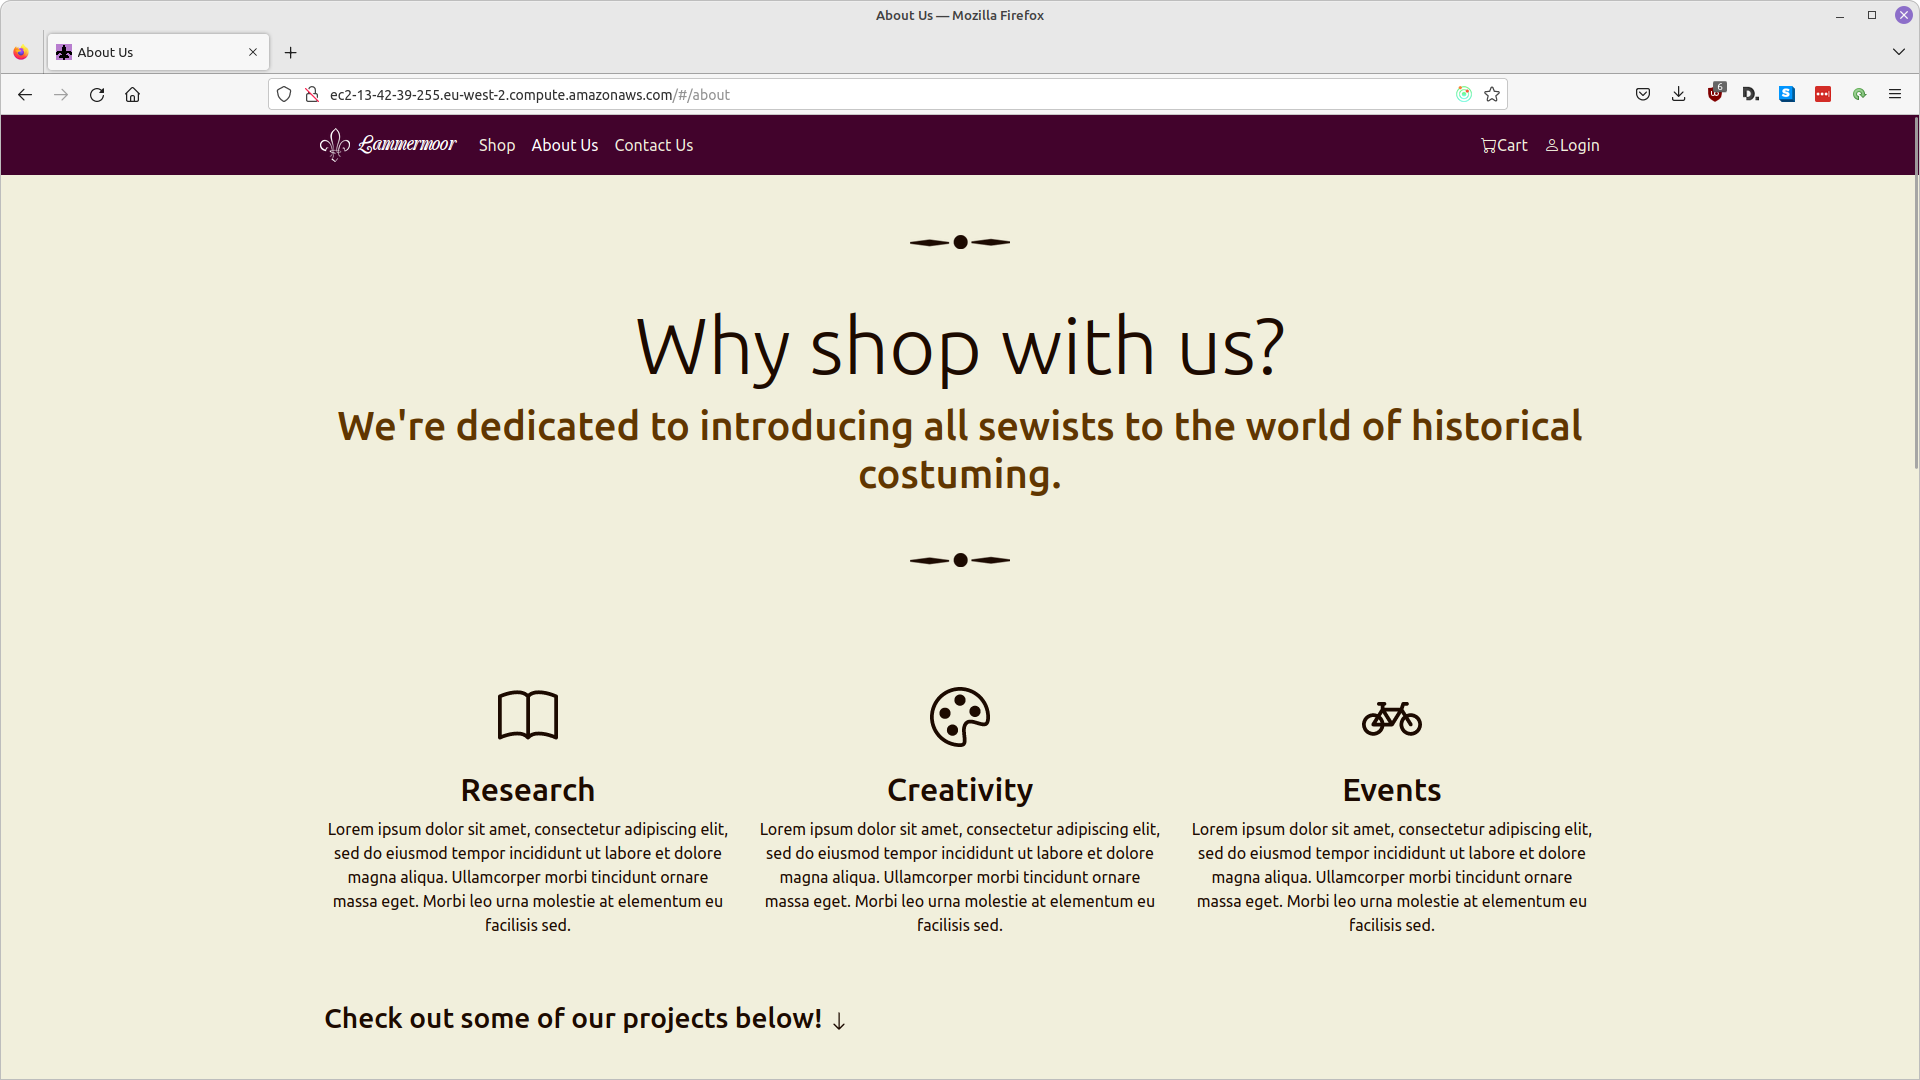 About Us — Mozilla Firefox
About Us
ec2-13-42-39-255.eu-west-2.compute.amazonaws.com/#/about
6
D.
S
Lammermoor Shop About Us Contact Us Cart Login
Why shop with us?
We're dedicated to introducing all sewists to the world of historical
costuming.
Research
Lorem ipsum dolor sit amet, consectetur adipiscing elit,
sed do eiusmod tempor incididunt ut labore et dolore
magna aliqua. Ullamcorper morbi tincidunt ornare
massa eget. Morbi leo urna molestie at elementum eu
facilisis sed.
Creativity
Lorem ipsum dolor sit amet, consectetur adipiscing elit,
sed do eiusmod tempor incididunt ut labore et dolore
magna aliqua. Ullamcorper morbi tincidunt ornare
massa eget. Morbi leo urna molestie at elementum eu
facilisis sed.
Events
Lorem ipsum dolor sit amet, consectetur adipiscing elit,
sed do eiusmod tempor incididunt ut labore et dolore
magna aliqua. Ullamcorper morbi tincidunt ornare
massa eget. Morbi leo urna molestie at elementum eu
facilisis sed.
Check out some of our projects below! ↓